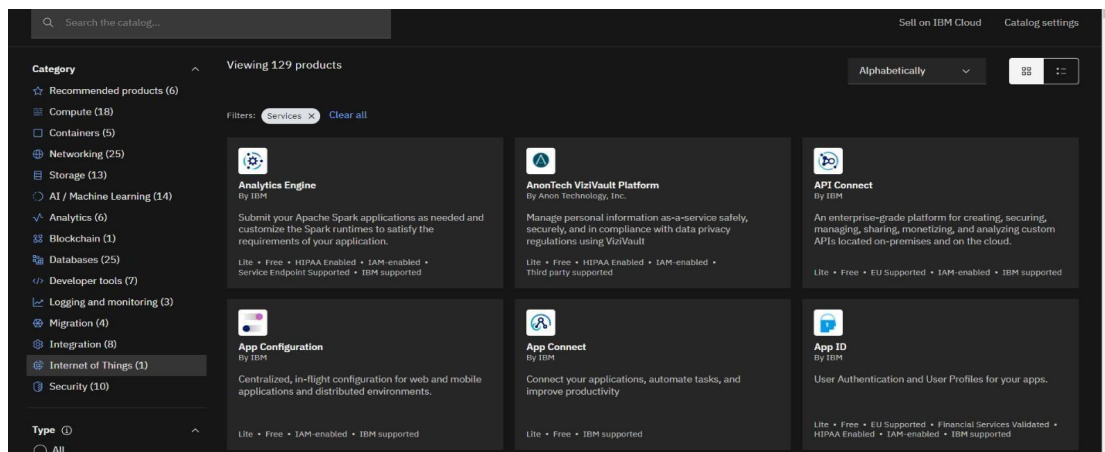 Search the catalog...
Sell on IBM Cloud
Catalog settings
Category
Recommended products (6)
Compute (18)
Containers (5)
Networking (25)
Storage (13)
AI / Machine Learning (14)
Analytics (6)
Blockchain (1)
Databases (25)
Developer tools (7)
Logging and monitoring (3)
Migration (4)
Integration (8)
Internet of Things (1)
Security (10)
Type
All
Viewing 129 products
Alphabetically
Filters: Services × Clear all
Analytics Engine
By IBM
Submit your Apache Spark applications as needed and
customize the Spark runtimes to satisfy the
requirements of your application.
Lite • Free • HIPAA Enabled • IAM-enabled •
Service Endpoint Supported • IBM supported
AnonTech ViziVault Platform
By Anon Technology, Inc.
Manage personal information as-a-service safely,
securely, and in compliance with data privacy
regulations using ViziVault
Lite • Free • HIPAA Enabled • IAM-enabled •
Third party supported
API Connect
By IBM
An enterprise-grade platform for creating, securing,
managing, sharing, monetizing, and analyzing custom
APIs located on-premises and on the cloud.
Lite • Free • EU Supported • IAM-enabled • IBM supported
App Configuration
By IBM
Centralized, in-flight configuration for web and mobile
applications and distributed environments.
Lite • Free • IAM-enabled • IBM supported
App Connect
By IBM
Connect your applications, automate tasks, and
improve productivity
Lite • Free • IBM supported
App ID
By IBM
User Authentication and User Profiles for your apps.
Lite • Free • EU Supported • Financial Services Validated •
HIPAA Enabled • IAM-enabled • IBM supported